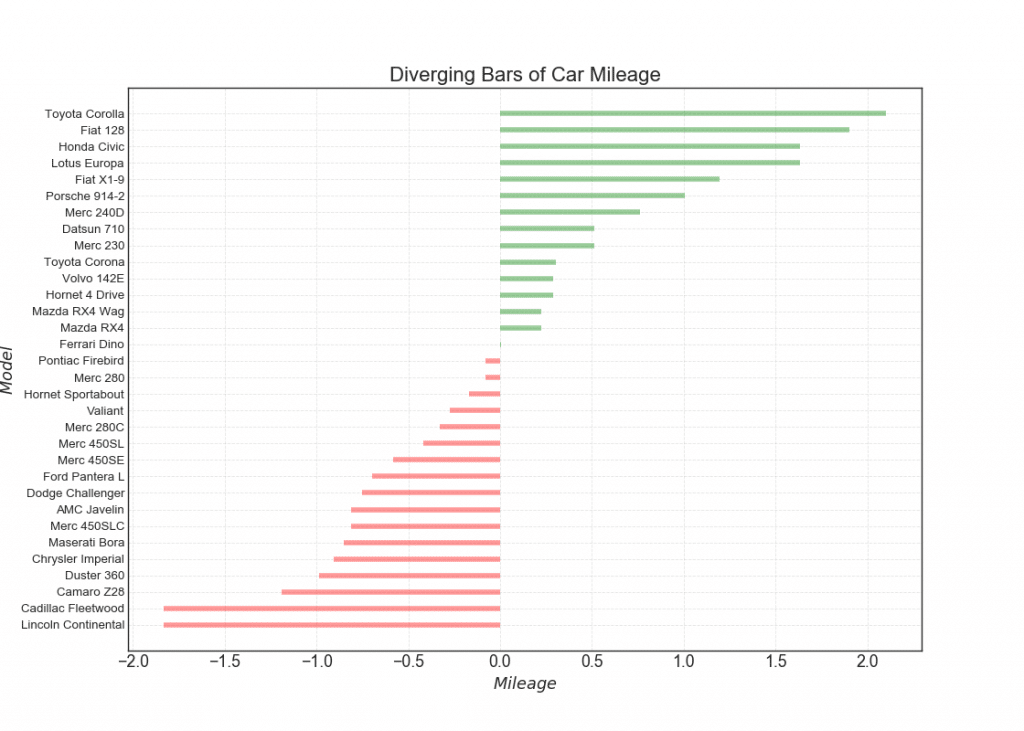 Diverging Bars of Car Mileage
Toyota Corolla
Fiat 128
Honda Civic
Lotus Europa
Fiat X1-9
Porsche 914-2
Merc 240D
Datsun 710
Merc 230
Toyota Corona
Volvo 142E
Hornet 4 Drive
Mazda RX4 Wag
Mazda RX4
Ferrari Dino
Pontiac Firebird
Merc 280
Hornet Sportabout
Valiant
Merc 280C
Merc 450SL
Merc 450SE
Ford Pantera L
Dodge Challenger
AMC Javelin
Merc 450SLC
Maserati Bora
Chrysler Imperial
Duster 360
Camaro Z28
Cadillac Fleetwood
Lincoln Continental
Model
−2.0 −1.5 −1.0 −0.5 0.0 0.5 1.0 1.5 2.0
Mileage